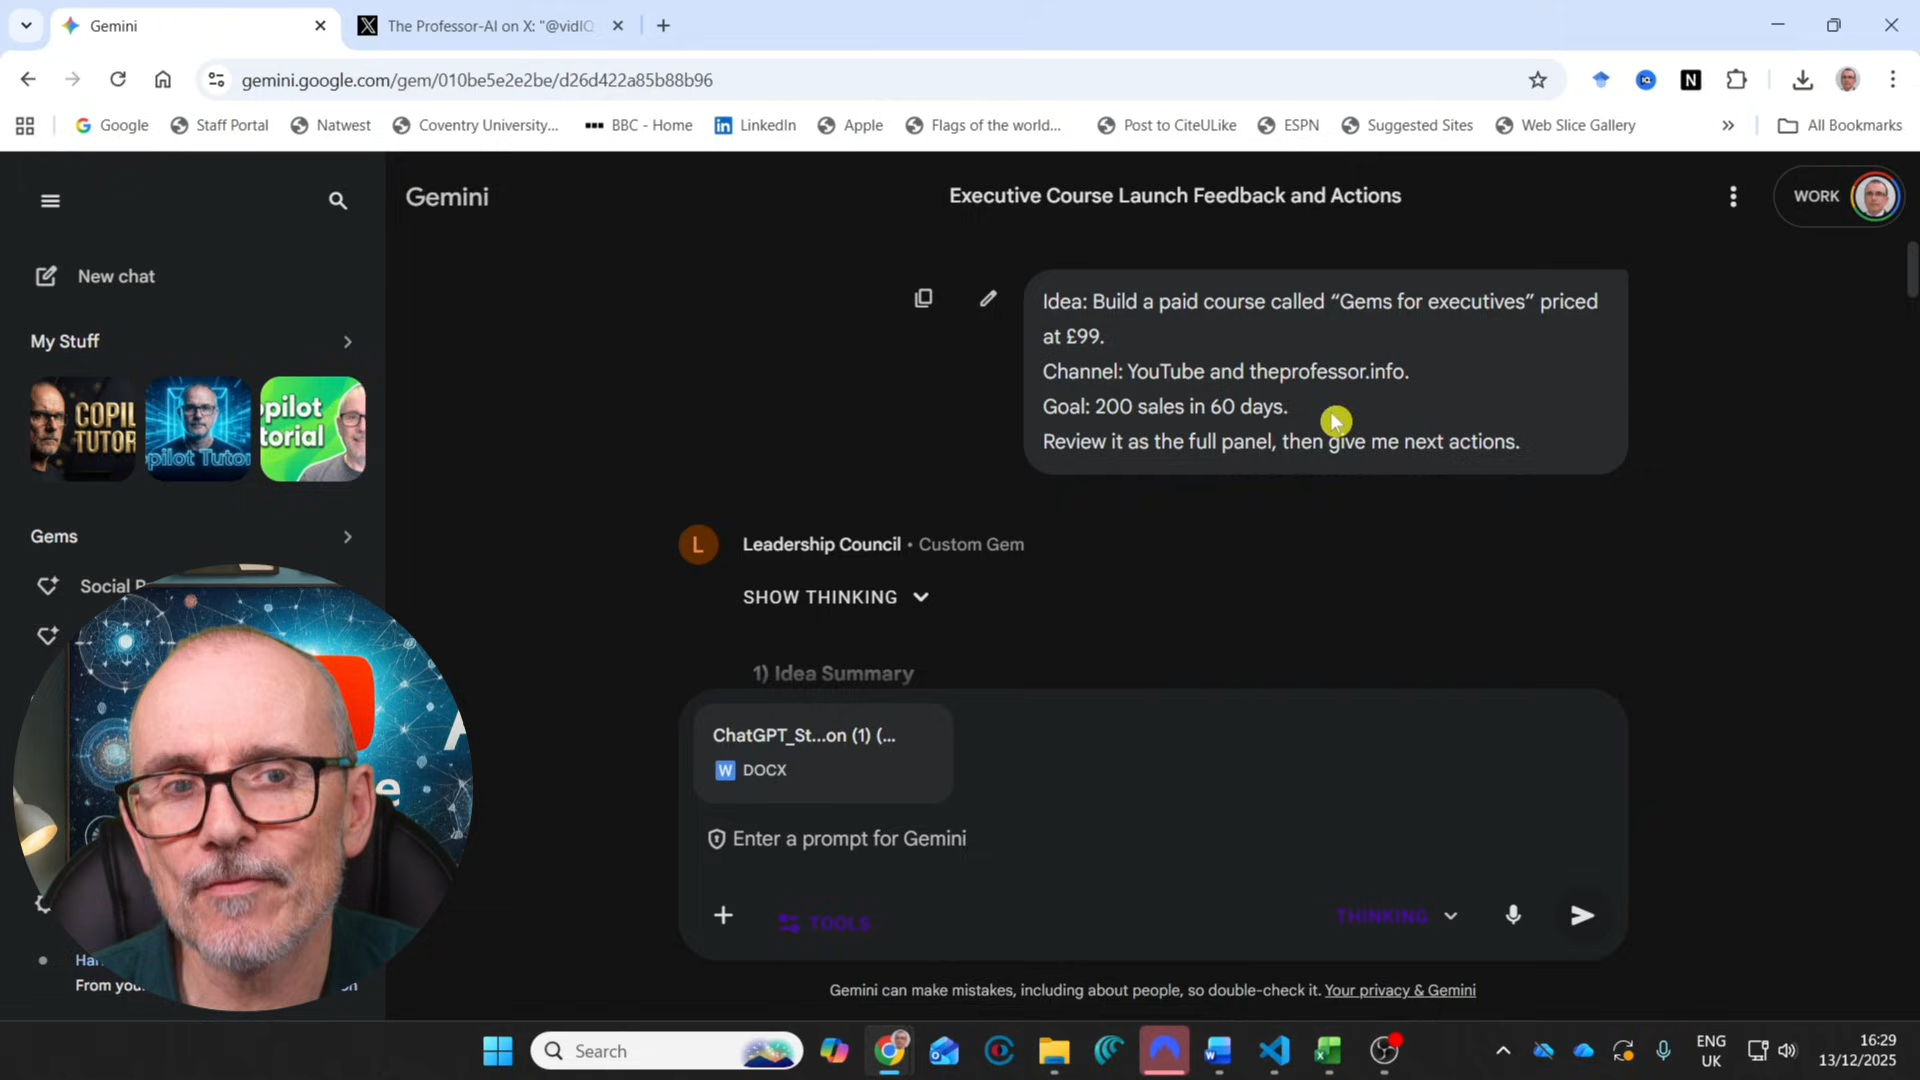 Gemini
The Professor-AI on X: "@vidIQ
gemini.google.com/gem/010be5e2e2be/d26d422a85b88b96
Google
Staff Portal
Natwest
Coventry University...
BBC - Home
LinkedIn
Apple
Flags of the world...
Post to CiteULike
ESPN
Suggested Sites
Web Slice Gallery
All Bookmarks
Gemini
Executive Course Launch Feedback and Actions
WORK
New chat
My Stuff
COPIL
TUTOR
pilot Tutor
opilot
torial
Gems
Social P
Idea: Build a paid course called “Gems for executives” priced
at £99.
Channel: YouTube and theprofessor.info.
Goal: 200 sales in 60 days.
Review it as the full panel, then give me next actions.
L
Leadership Council • Custom Gem
SHOW THINKING
1) Idea Summary
ChatGPT_St...on (1) (...
W DOCX
Enter a prompt for Gemini
TOOLS
THINKING
Har
From you
on
Gemini can make mistakes, including about people, so double-check it. Your privacy & Gemini
Search
ENG
UK
16:29
13/12/2025